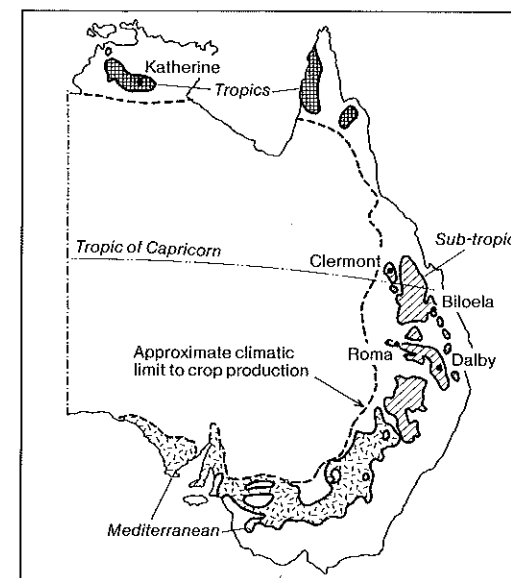 Katherine
Tropics
Tropic of Capricorn
Clermont
Sub-tropic
Biloela
Roma
Dalby
Approximate climatic
limit to crop production
Mediterranean